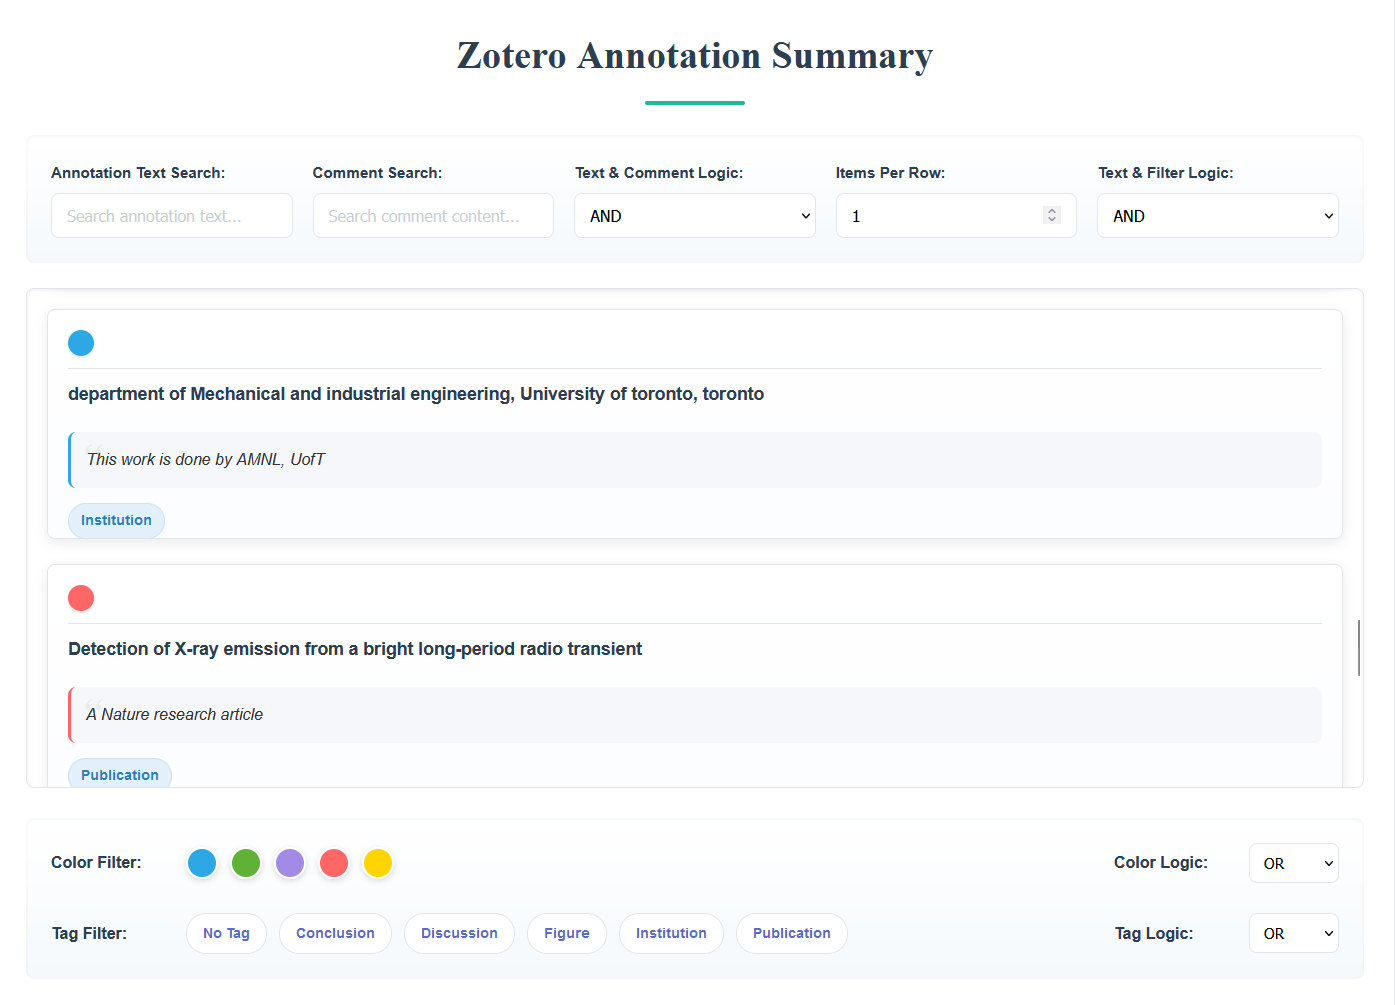 Zotero Annotation Summary
Annotation Text Search: Comment Search: Text & Comment Logic: Items Per Row: Text & Filter Logic:
Search annotation text... Search comment content... AND 1 AND
department of Mechanical and industrial engineering, University of toronto, toronto
This work is done by AMNL, UofT
Institution
Detection of X-ray emission from a bright long-period radio transient
A Nature research article
Publication
Color Filter: Color Logic: OR
Tag Filter: No Tag Conclusion Discussion Figure Institution Publication Tag Logic: OR